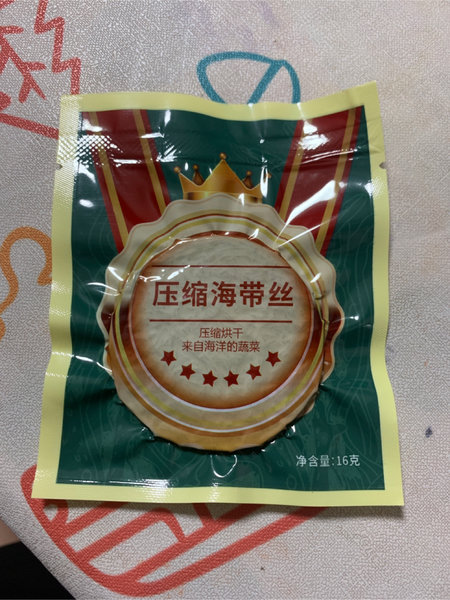 压缩海带丝
压缩烘干
来自海洋的蔬菜
净含量:16克